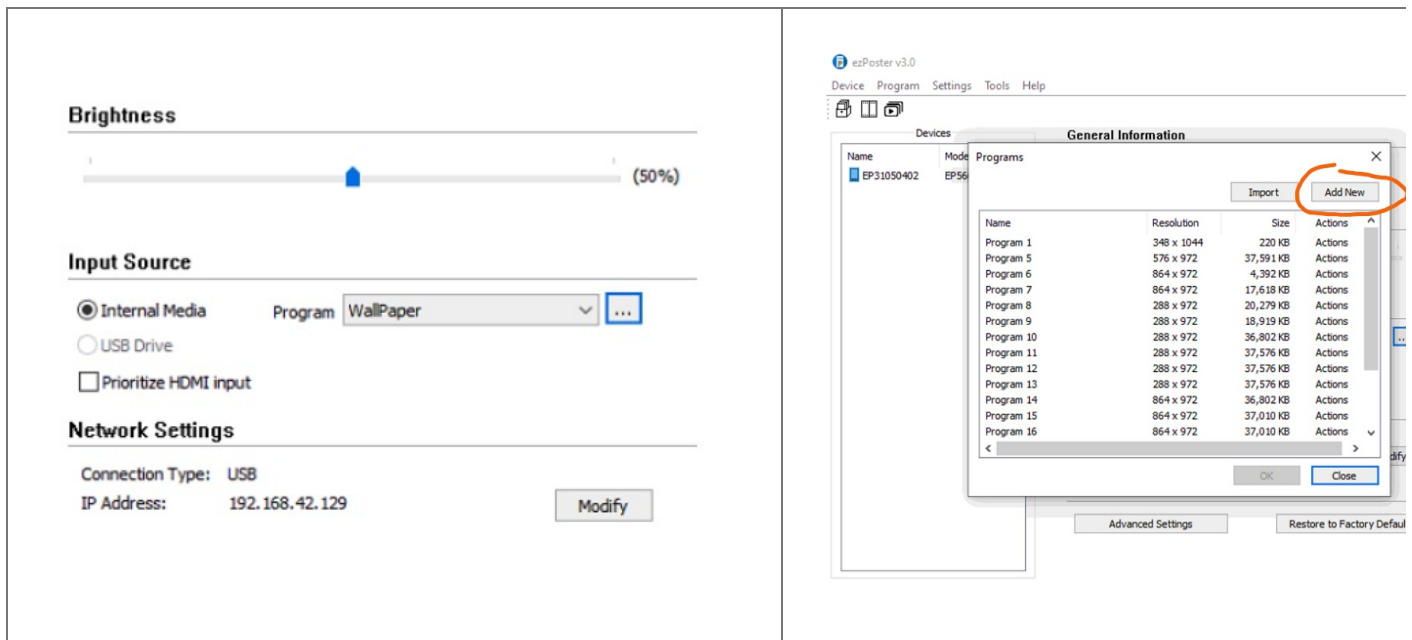 Brightness
(50%)
Input Source
Internal Media Program WallPaper ...
USB Drive
Prioritize HDMI input
Network Settings
Connection Type: USB
IP Address: 192.168.42.129 Modify
ezPoster v3.0
Device Program Settings Tools Help
Devices General Information
Name Mode Programs
EP31050402 EP56
Import Add New
Name Resolution Size Actions
Program 1 348 x 1044 220 KB Actions
Program 5 576 x 972 37,591 KB Actions
Program 6 864 x 972 4,392 KB Actions
Program 7 864 x 972 17,618 KB Actions
Program 8 288 x 972 20,279 KB Actions
Program 9 288 x 972 18,919 KB Actions
Program 10 288 x 972 36,802 KB Actions
Program 11 288 x 972 37,576 KB Actions
Program 12 288 x 972 37,576 KB Actions
Program 13 288 x 972 37,576 KB Actions
Program 14 864 x 972 36,802 KB Actions
Program 15 864 x 972 37,010 KB Actions
Program 16 864 x 972 37,010 KB Actions
dify
OK Close
Advanced Settings Restore to Factory Defaul